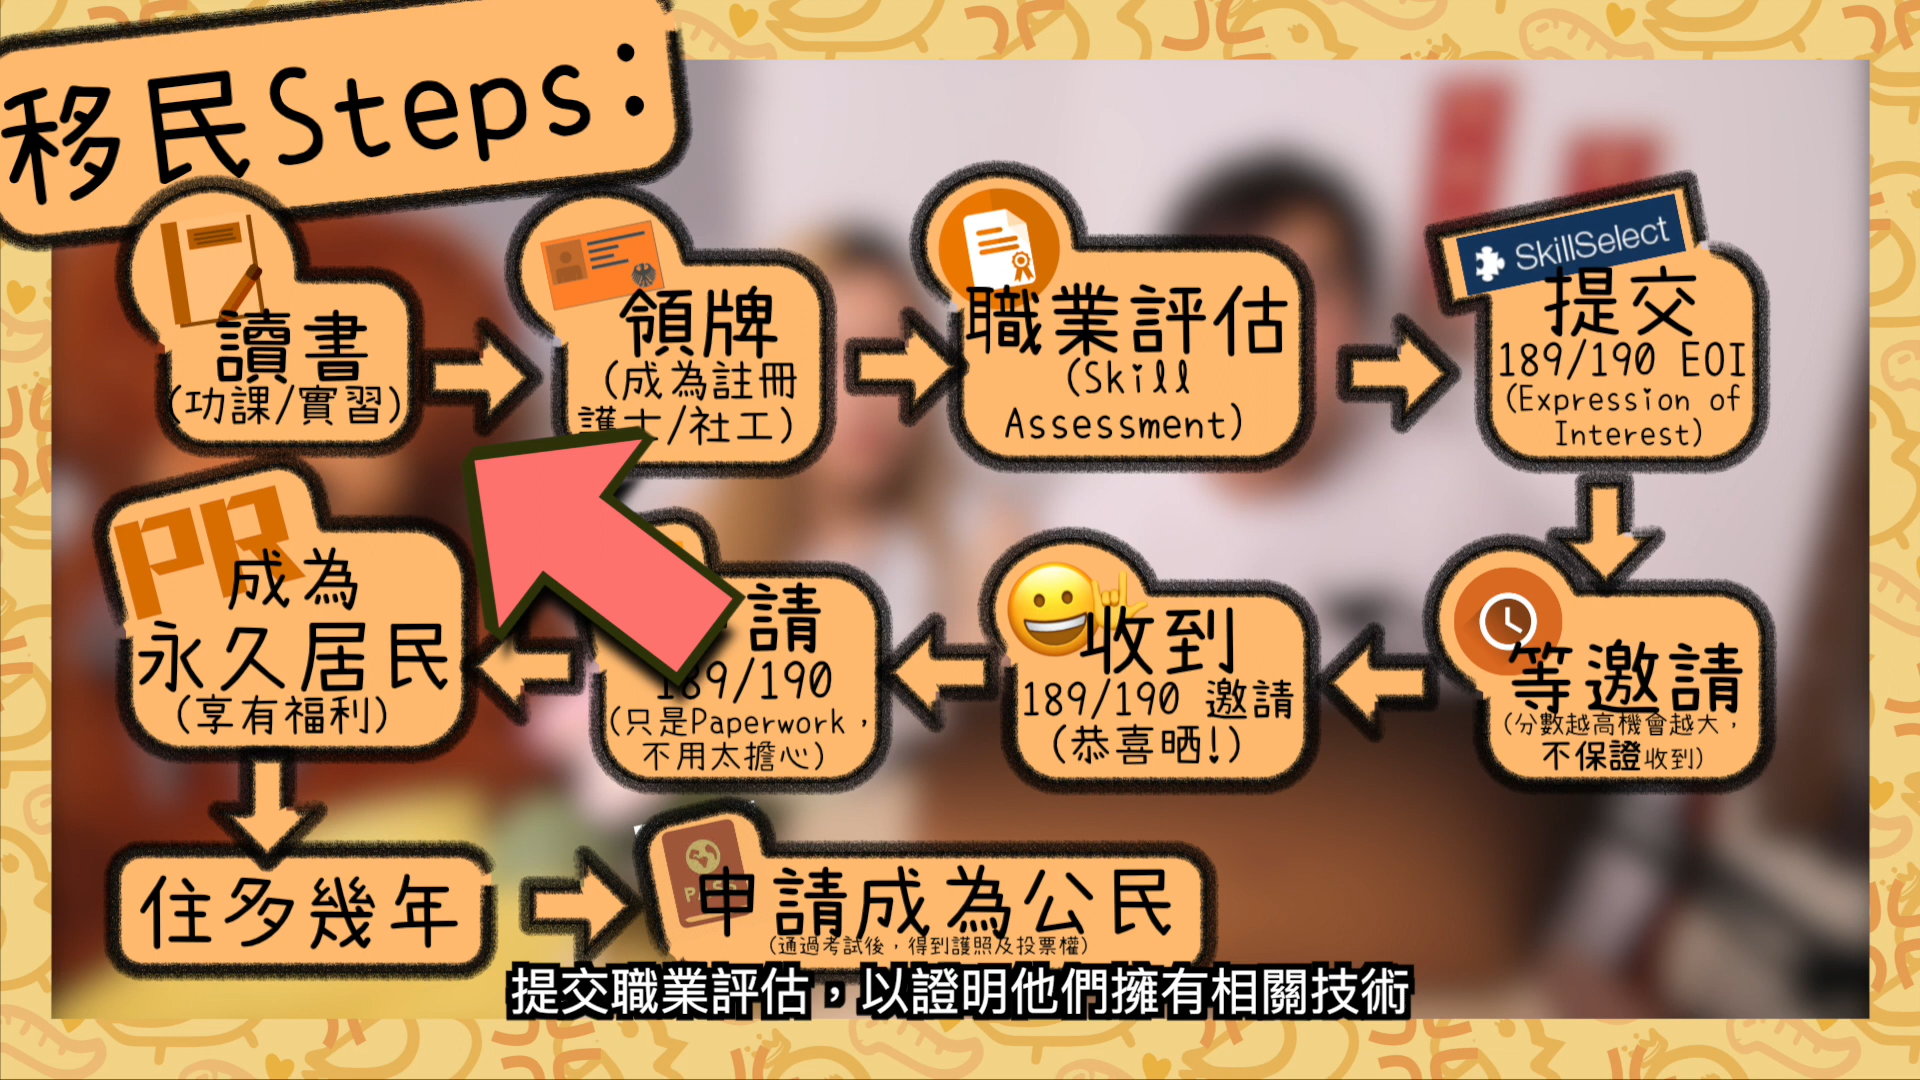 移民Steps：
讀書
(功課/實習)
領牌
(成為註冊
護士/社工)
職業評估
(Skill
Assessment)
SkillSelect
提交
189/190 EOI
(Expression of
Interest)
等邀請
(分數越高機會越大，
不保證收到)
收到
189/190 邀請
(恭喜晒!)
請
189/190
(只是Paperwork，
不用太擔心)
PR
成為
永久居民
(享有福利)
住多幾年
申請成為公民
(通過考試後，得到護照及投票權)
提交職業評估，以證明他們擁有相關技術